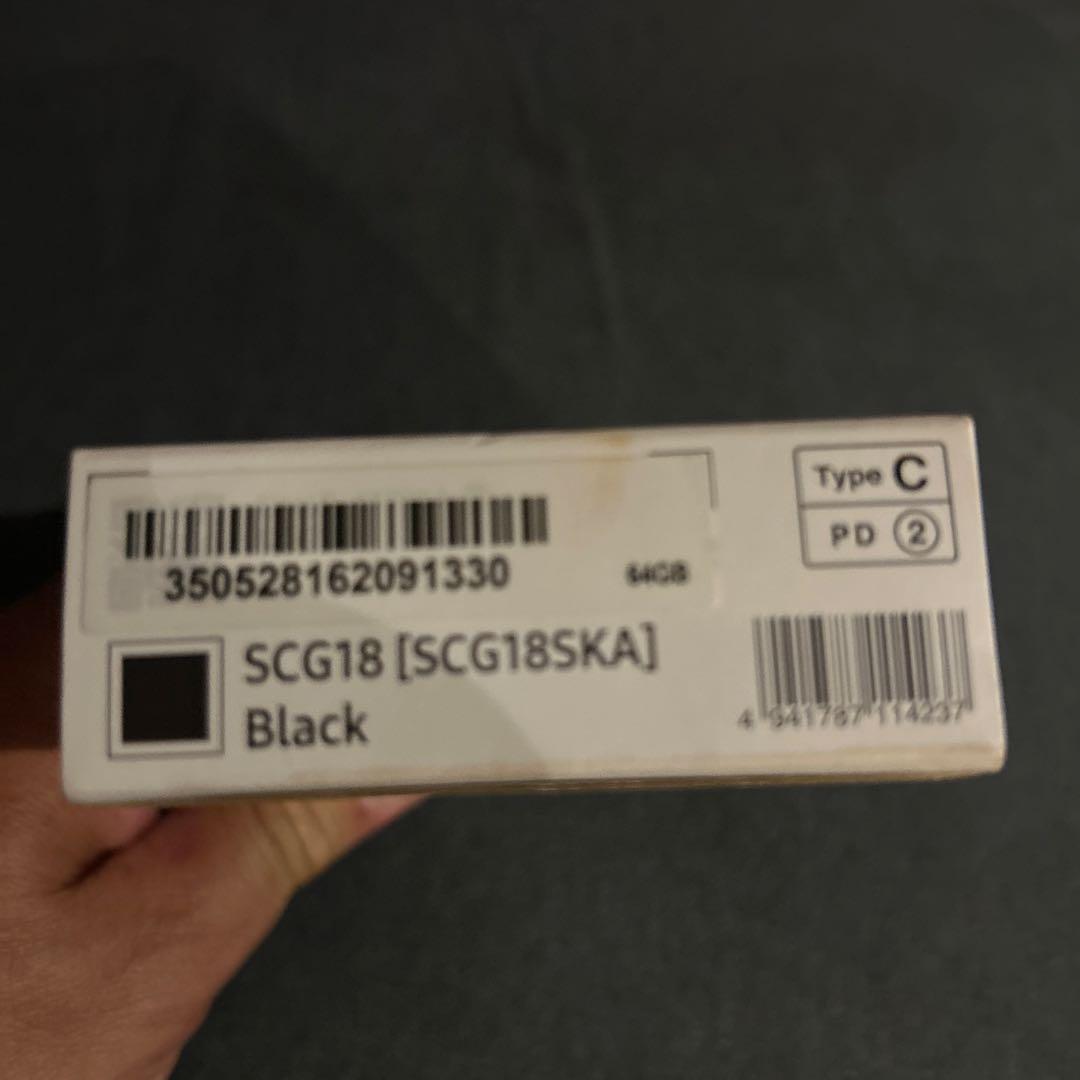 350528162091330
64GB
Type C
PD ②
SCG18 [SCG18SKA]
Black
4 941787 114237